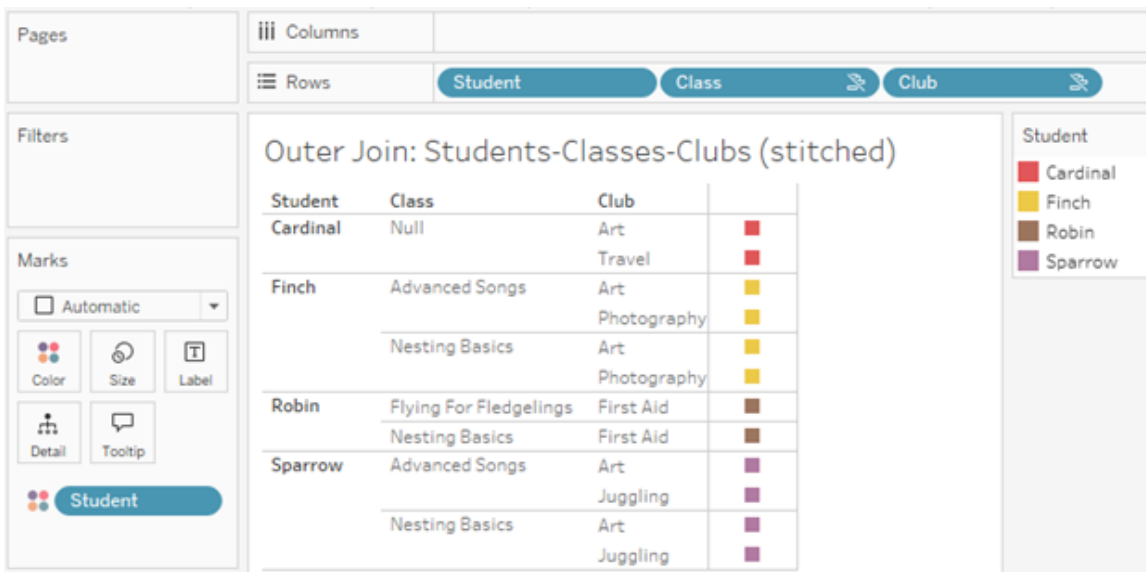 Pages
Columns
Rows Student Class Club
Filters
Outer Join: Students-Classes-Clubs (stitched)
Student Class Club
Cardinal Null Art
Travel
Finch Advanced Songs Art
Photography
Nesting Basics Art
Photography
Robin Flying For Fledgelings First Aid
Nesting Basics First Aid
Sparrow Advanced Songs Art
Juggling
Nesting Basics Art
Juggling
Marks
Automatic
Color Size T Label
Detail Tooltip
Student
Student
Cardinal
Finch
Robin
Sparrow